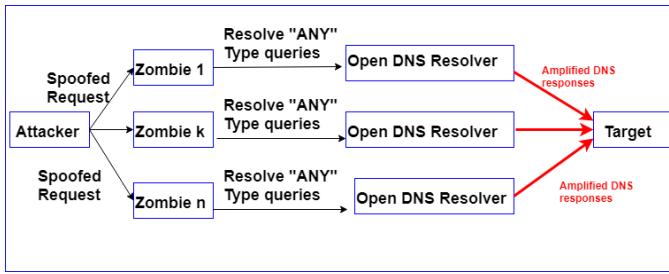 Resolve "ANY"
Type queries
Zombie 1
Open DNS Resolver
Amplified DNS
responses
Spoofed
Request
Attacker
Zombie k
Resolve "ANY"
Type queries
Open DNS Resolver
Target
Spoofed
Request
Resolve "ANY"
Type queries
Zombie n
Open DNS Resolver
Amplified DNS
responses